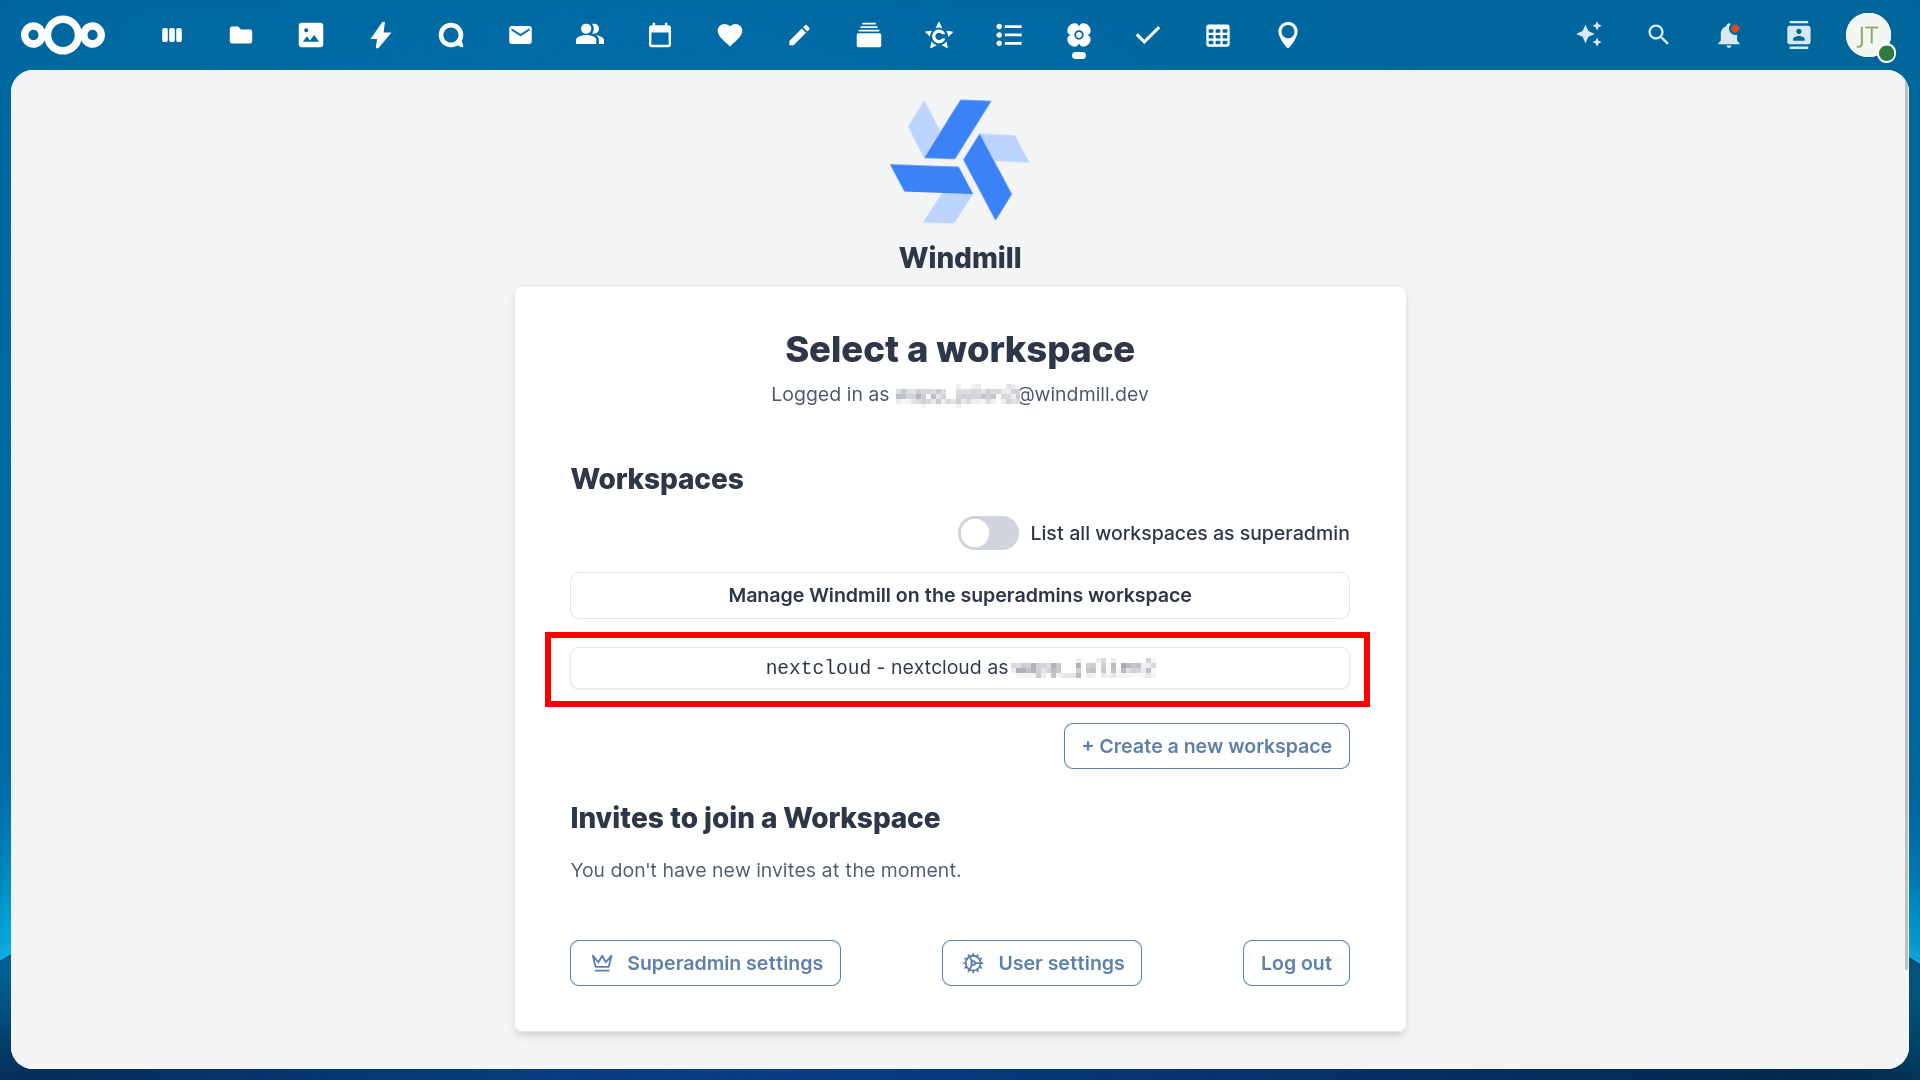 JT
Windmill
Select a workspace
Logged in as @windmill.dev
Workspaces
List all workspaces as superadmin
Manage Windmill on the superadmins workspace
nextcloud - nextcloud as
+ Create a new workspace
Invites to join a Workspace
You don't have new invites at the moment.
Superadmin settings
User settings
Log out